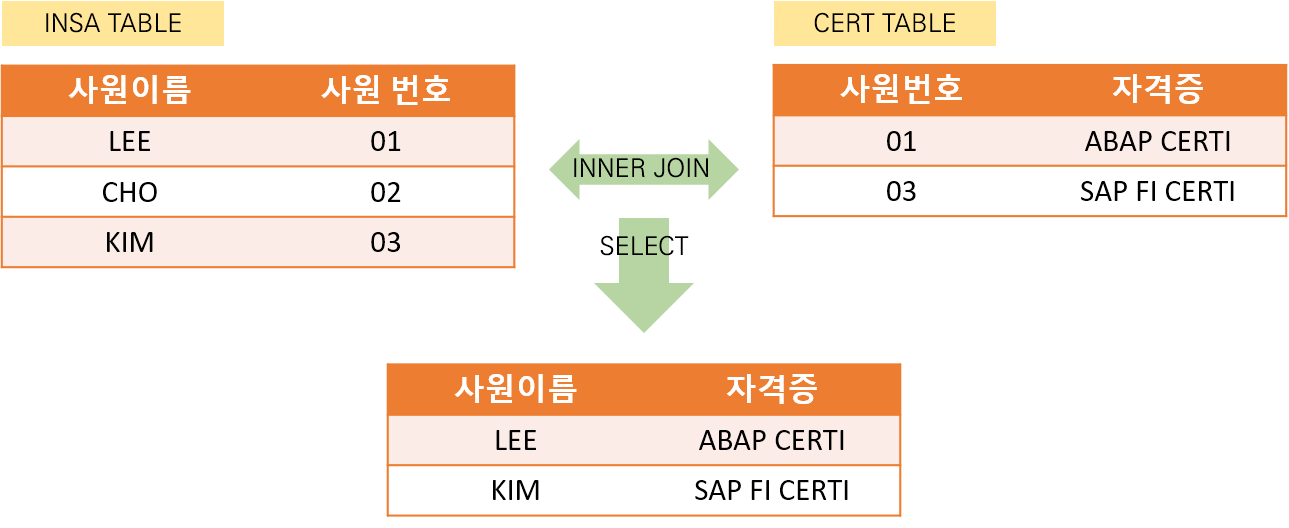 INSA TABLE
사원이름 사원 번호
LEE 01
CHO 02
KIM 03
CERT TABLE
사원번호 자격증
01 ABAP CERTI
03 SAP FI CERTI
INNER JOIN
SELECT
사원이름 자격증
LEE ABAP CERTI
KIM SAP FI CERTI